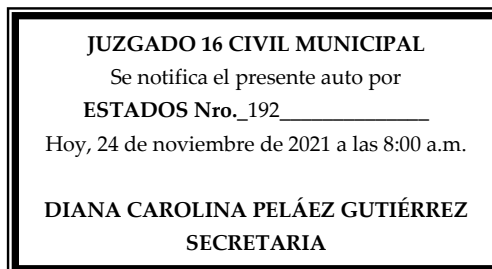 JUZGADO 16 CIVIL MUNICIPAL
Se notifica el presente auto por
ESTADOS Nro._192______________
Hoy, 24 de noviembre de 2021 a las 8:00 a.m.
DIANA CAROLINA PELÁEZ GUTIÉRREZ
SECRETARIA